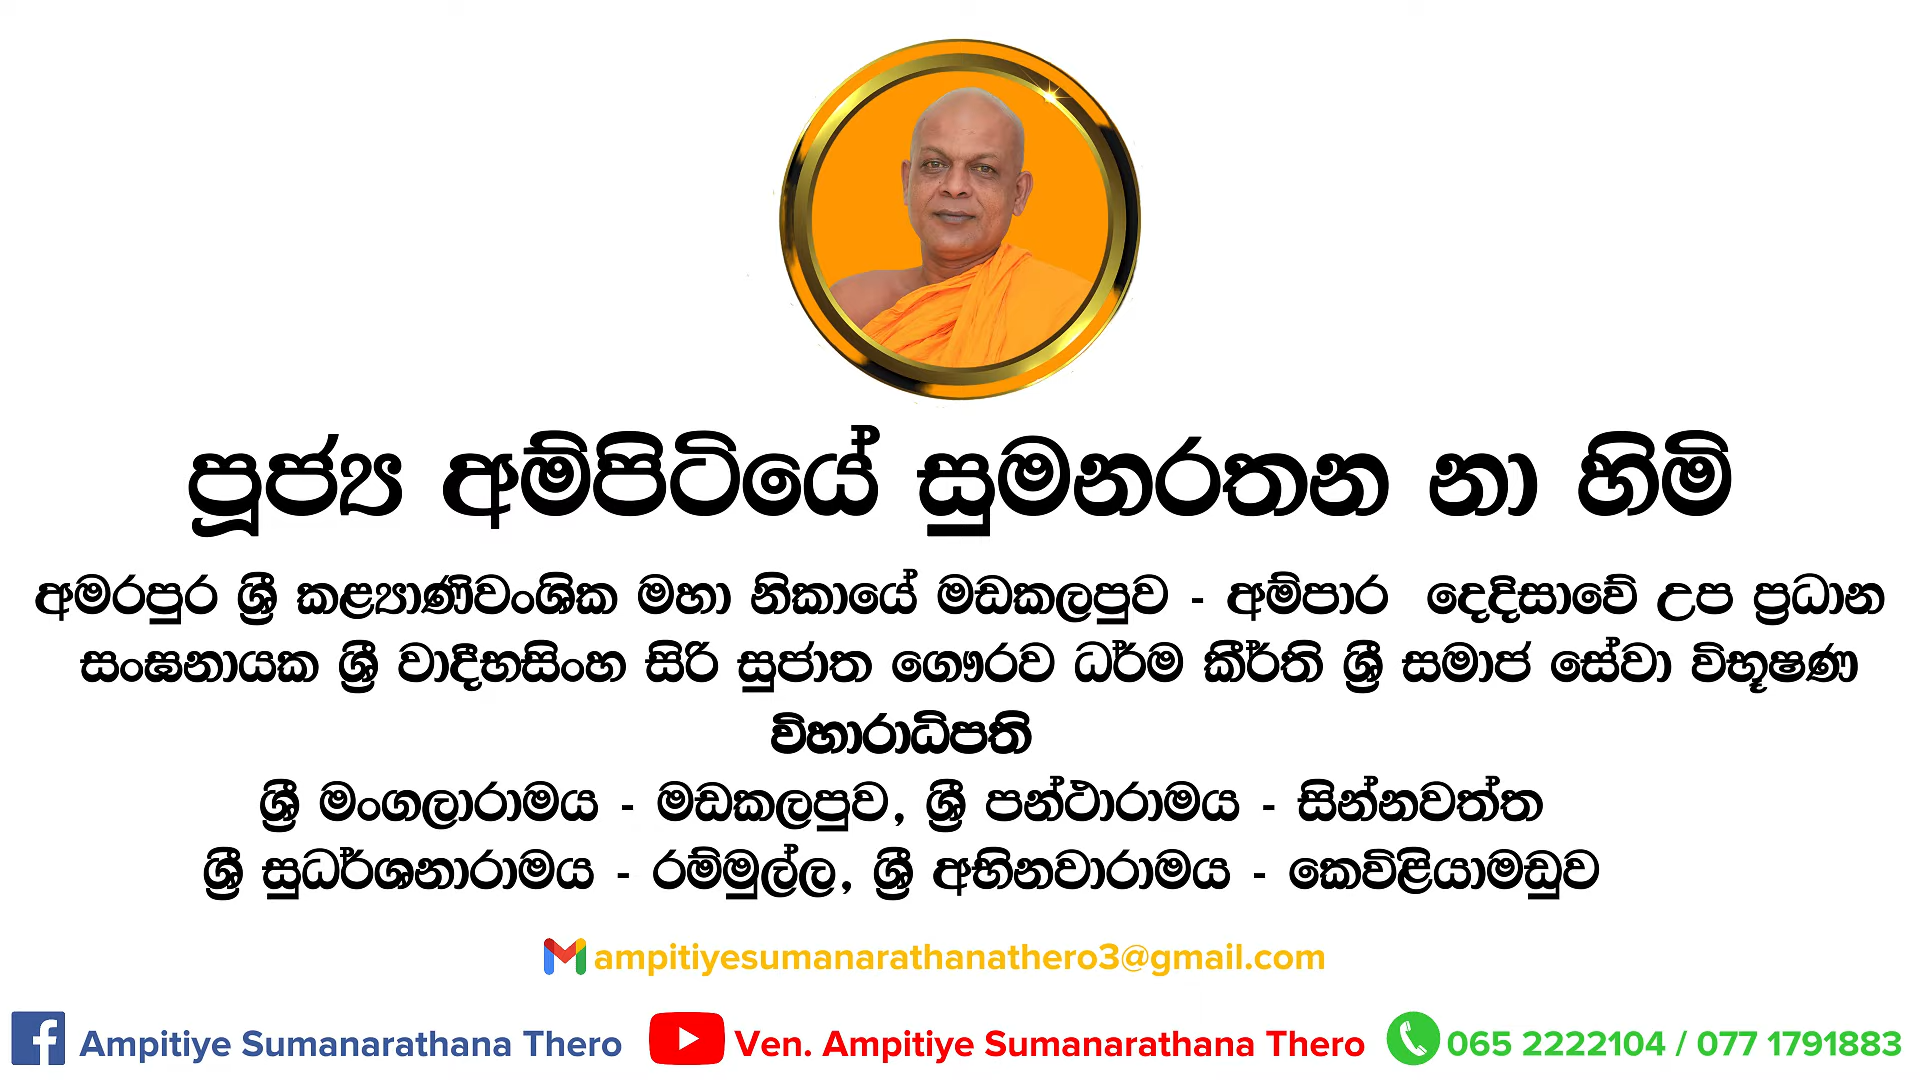 පූජ්‍ය අම්පිටියේ සුමනරතන නා හිමි
අමරපුර ශ්‍රී කළ්‍යාණිවංශික මහා නිකායේ මඩකලපුව - අම්පාර දෙදිසාවේ උප ප්‍රධාන
සංඝනායක ශ්‍රී වාදීභසිංහ සිරි සුජාත ගෞරව ධර්ම කීර්ති ශ්‍රී සමාජ සේවා විභූෂණ
විහාරාධිපති
ශ්‍රී මංගලාරාමය - මඩකලපුව, ශ්‍රී පන්ථාරාමය - සින්නවත්ත
ශ්‍රී සුධර්ශනාරාමය - රම්මුල්ල, ශ්‍රී අභිනවාරාමය - කෙවිළියාමඩුව
ampitiyesumanarathanathero3@gmail.com
Ampitiye Sumanarathana Thero Ven. Ampitiye Sumanarathana Thero 065 2222104 / 077 1791883